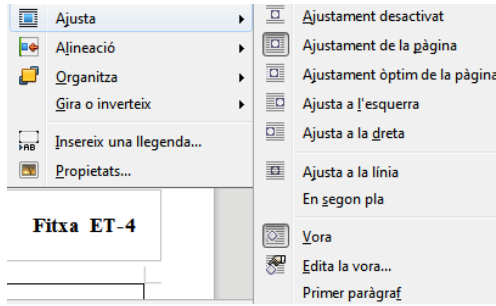 Ajusta
Alineació
Organitza
Gira o inverteix
Insereix una llegenda...
Propietats...
Fitxa ET-4
Ajustament desactivat
Ajustament de la pàgina
Ajustament òptim de la pàgina
Ajusta a l'esquerra
Ajusta a la dreta
Ajusta a la línia
En segon pla
Vora
Edita la vora...
Primer paràgraf